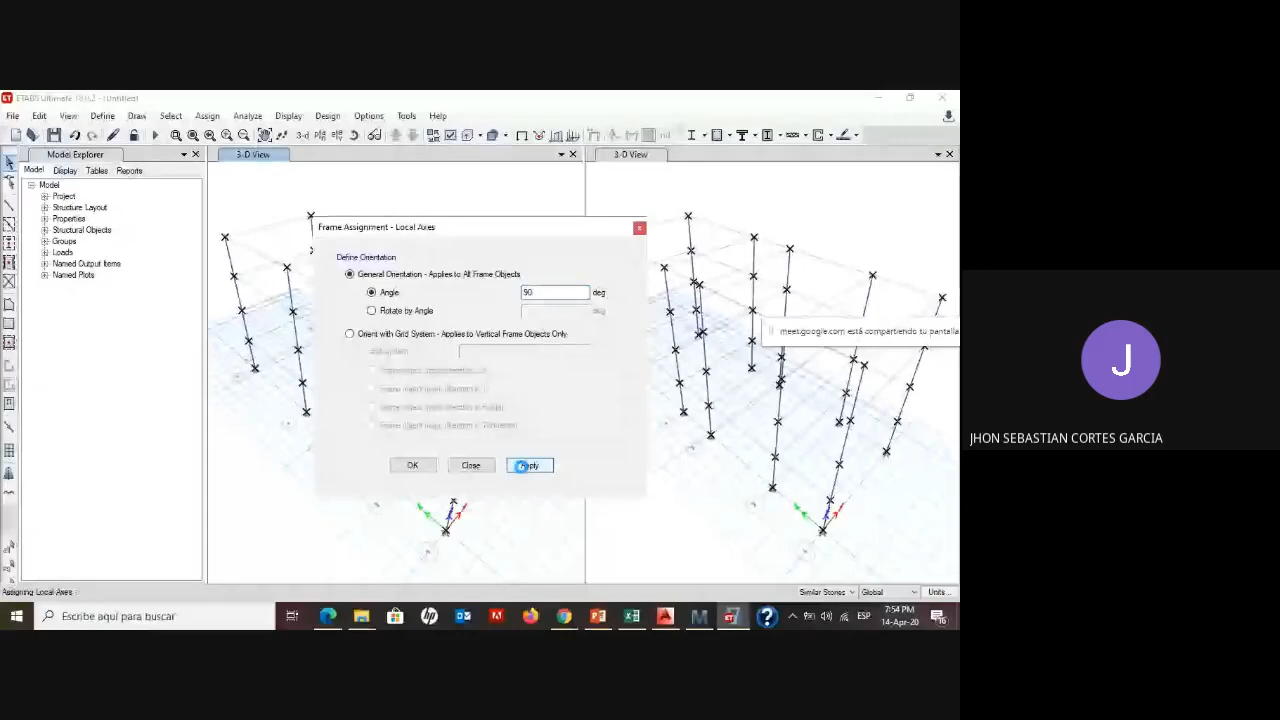 ETABS Ultimate
(Untitled)
File Edit View Define Draw Select Assign Analyze Display Design Options Tools Help
3-d
nd
Model Explorer
3-D View
3-D View
Model Display Tables Reports
Model
Project
Structure Layout
Properties
Structural Objects
Groups
Loads
Named Output Items
Named Plots
Frame Assignment - Local Axes
Define Orientation
General Orientation - Applies to All Frame Objects
Angle 90 deg
Rotate by Angle deg
Orient with Grid System - Applies to Vertical Frame Objects Only
OK Close Apply
meet.google.com está compartiendo tu pantalla
Assigning Local Axes
Similar Stories Global Units...
Escribe aquí para buscar
ESP
7:54 PM
14-Apr-20
16
J
JHON SEBASTIAN CORTES GARCIA